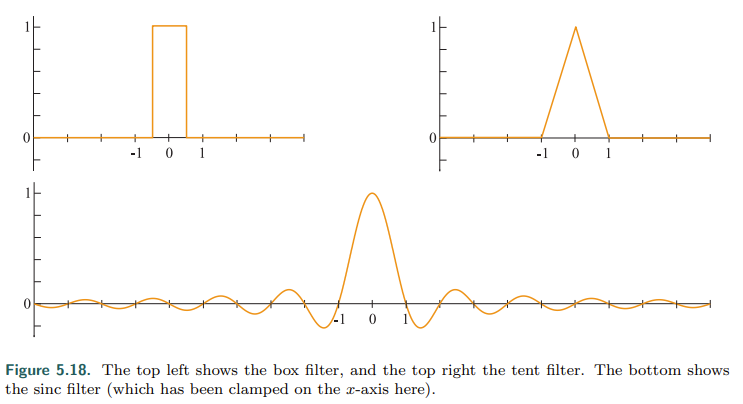 1
0
-1 0 1
1
0
-1 0 1
1
0
-1 0 1
Figure 5.18. The top left shows the box filter, and the top right the tent filter. The bottom shows
the sinc filter (which has been clamped on the x-axis here).